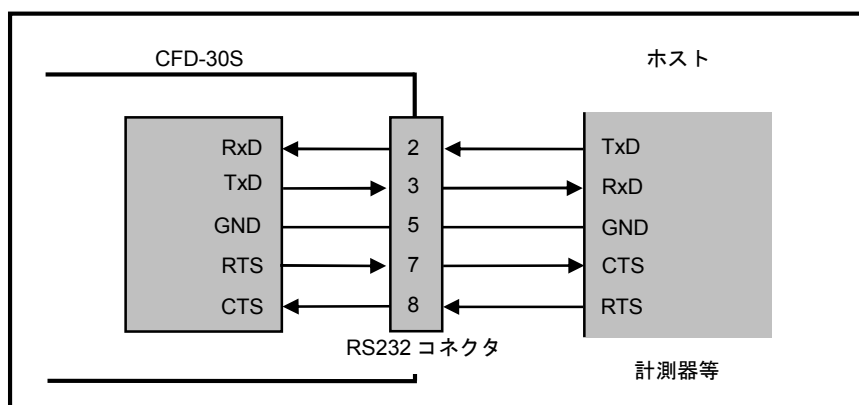 CFD-30S ホスト
RxD 2 TxD
TxD 3 RxD
GND 5 GND
RTS 7 CTS
CTS 8 RTS
RS232 コネクタ
計測器等